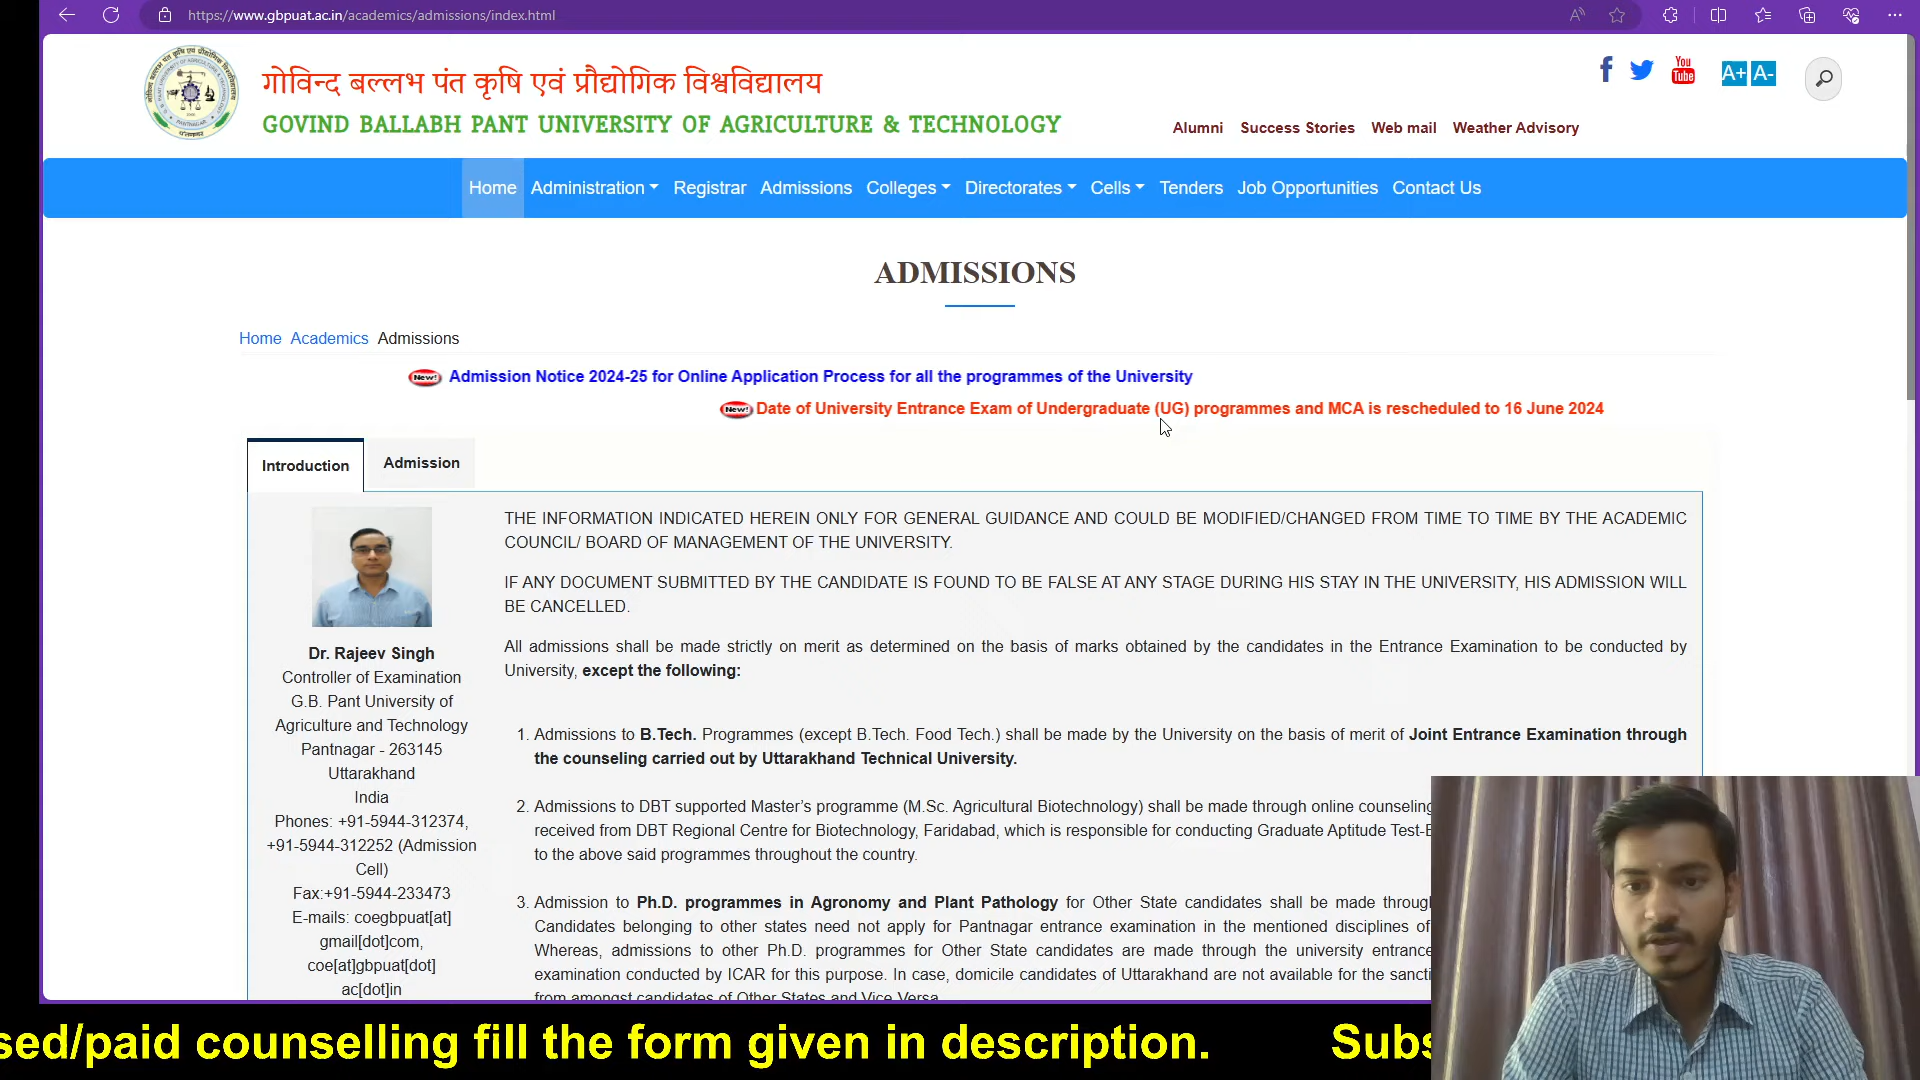 https://www.gbpuat.ac.in/academics/admissions/index.html
गोविन्द बल्लभ पंत कृषि एवं प्रौद्योगिक विश्वविद्यालय
GOVIND BALLABH PANT UNIVERSITY OF AGRICULTURE & TECHNOLOGY
You Tube
A+ A-
Alumni Success Stories Web mail Weather Advisory
Home Administration Registrar Admissions Colleges Directorates Cells Tenders Job Opportunities Contact Us
ADMISSIONS
Home Academics Admissions
New! Admission Notice 2024-25 for Online Application Process for all the programmes of the University
New! Date of University Entrance Exam of Undergraduate (UG) programmes and MCA is rescheduled to 16 June 2024
Introduction Admission
THE INFORMATION INDICATED HEREIN ONLY FOR GENERAL GUIDANCE AND COULD BE MODIFIED/CHANGED FROM TIME TO TIME BY THE ACADEMIC
COUNCIL/ BOARD OF MANAGEMENT OF THE UNIVERSITY.
IF ANY DOCUMENT SUBMITTED BY THE CANDIDATE IS FOUND TO BE FALSE AT ANY STAGE DURING HIS STAY IN THE UNIVERSITY, HIS ADMISSION WILL
BE CANCELLED.
All admissions shall be made strictly on merit as determined on the basis of marks obtained by the candidates in the Entrance Examination to be conducted by
University, except the following:
1. Admissions to B.Tech. Programmes (except B.Tech. Food Tech.) shall be made by the University on the basis of merit of Joint Entrance Examination through
the counseling carried out by Uttarakhand Technical University.
2. Admissions to DBT supported Master's programme (M.Sc. Agricultural Biotechnology) shall be made through online counseling
received from DBT Regional Centre for Biotechnology, Faridabad, which is responsible for conducting Graduate Aptitude Test-
to the above said programmes throughout the country.
3. Admission to Ph.D. programmes in Agronomy and Plant Pathology for Other State candidates shall be made through
Candidates belonging to other states need not apply for Pantnagar entrance examination in the mentioned disciplines of
Whereas, admissions to other Ph.D. programmes for Other State candidates are made through the university entrance
examination conducted by ICAR for this purpose. In case, domicile candidates of Uttarakhand are not available for the
from amongst candidates of Other States and Vice Versa
Dr. Rajeev Singh
Controller of Examination
G.B. Pant University of
Agriculture and Technology
Pantnagar - 263145
Uttarakhand
India
Phones: +91-5944-312374,
+91-5944-312252 (Admission
Cell)
Fax:+91-5944-233473
E-mails: coegbpuat[at]
gmail[dot]com,
coe[at]gbpuat[dot]
ac[dot]in
sed/paid counselling fill the form given in description. Subs